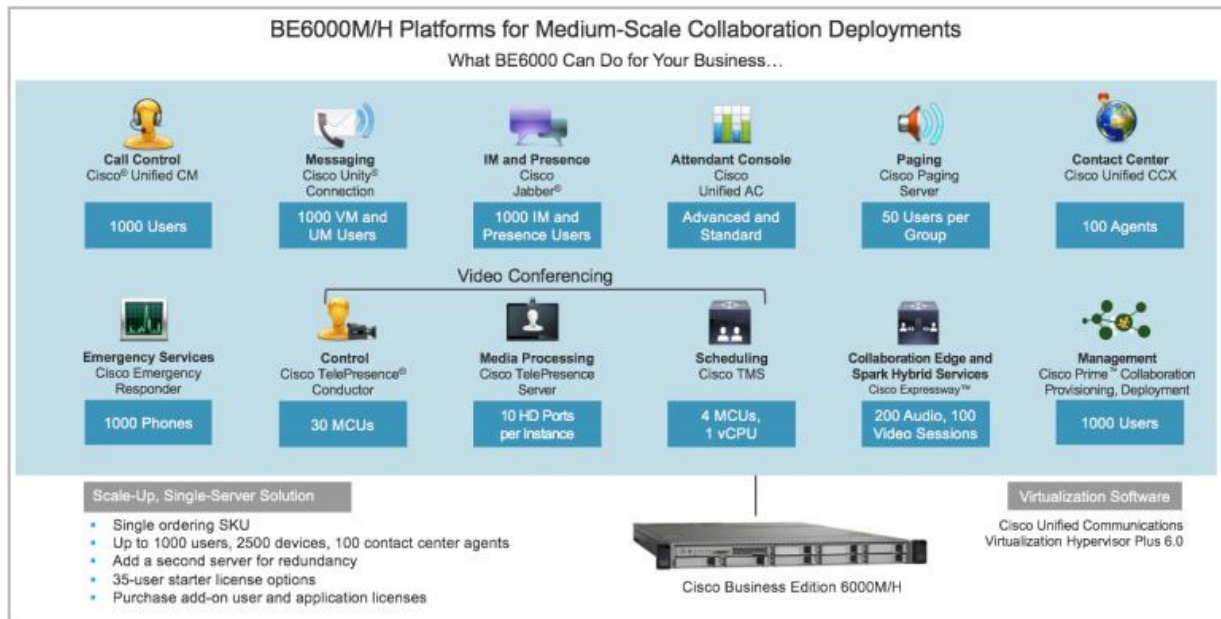 BE6000M/H Platforms for Medium-Scale Collaboration Deployments
What BE6000 Can Do for Your Business…
Call Control
Cisco® Unified CM
1000 Users
Messaging
Cisco Unity®
Connection
1000 VM and
UM Users
IM and Presence
Cisco
Jabber®
1000 IM and
Presence Users
Attendant Console
Cisco
Unified AC
Advanced and
Standard
Paging
Cisco Paging
Server
50 Users per
Group
Contact Center
Cisco Unified CCX
100 Agents
Video Conferencing
Emergency Services
Cisco Emergency
Responder
1000 Phones
Control
Cisco TelePresence®
Conductor
30 MCUs
Media Processing
Cisco TelePresence
Server
10 HD Ports
per Instance
Scheduling
Cisco TMS
4 MCUs,
1 vCPU
Collaboration Edge and
Spark Hybrid Services
Cisco Expressway™
200 Audio, 100
Video Sessions
Management
Cisco Prime™ Collaboration
Provisioning, Deployment
1000 Users
Scale-Up, Single-Server Solution
▪ Single ordering SKU
▪ Up to 1000 users, 2500 devices, 100 contact center agents
▪ Add a second server for redundancy
▪ 35-user starter license options
▪ Purchase add-on user and application licenses
Cisco Business Edition 6000M/H
Virtualization Software
Cisco Unified Communications
Virtualization Hypervisor Plus 6.0